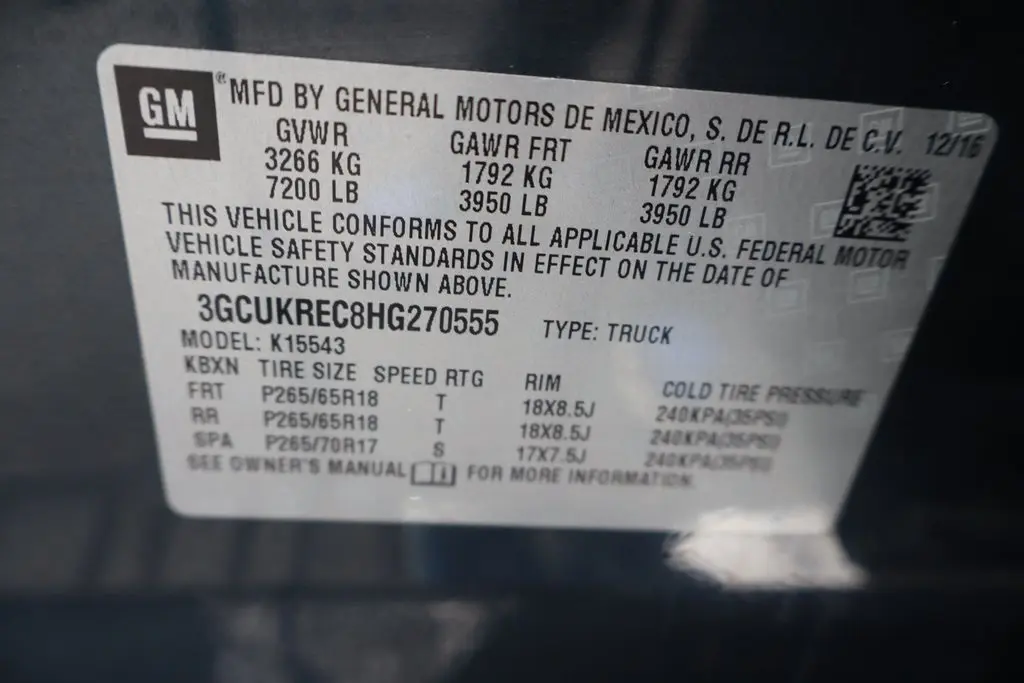 GM
® MFD BY GENERAL MOTORS DE MEXICO, S. DE R.L. DE C.V. 12/16
GVWR GAWR FRT GAWR RR
3266 KG 1792 KG 1792 KG
7200 LB 3950 LB 3950 LB
THIS VEHICLE CONFORMS TO ALL APPLICABLE U.S. FEDERAL MOTOR
VEHICLE SAFETY STANDARDS IN EFFECT ON THE DATE OF
MANUFACTURE SHOWN ABOVE.
3GCUKREC8HG270555 TYPE: TRUCK
MODEL: K15543
KBXN TIRE SIZE SPEED RTG RIM COLD TIRE PRESSURE
FRT P265/65R18 T 18X8.5J 240KPA(35PSI)
RR P265/65R18 T 18X8.5J 240KPA(35PSI)
SPA P265/70R17 S 17X7.5J 240KPA(35PSI)
SEE OWNER'S MANUAL FOR MORE INFORMATION.